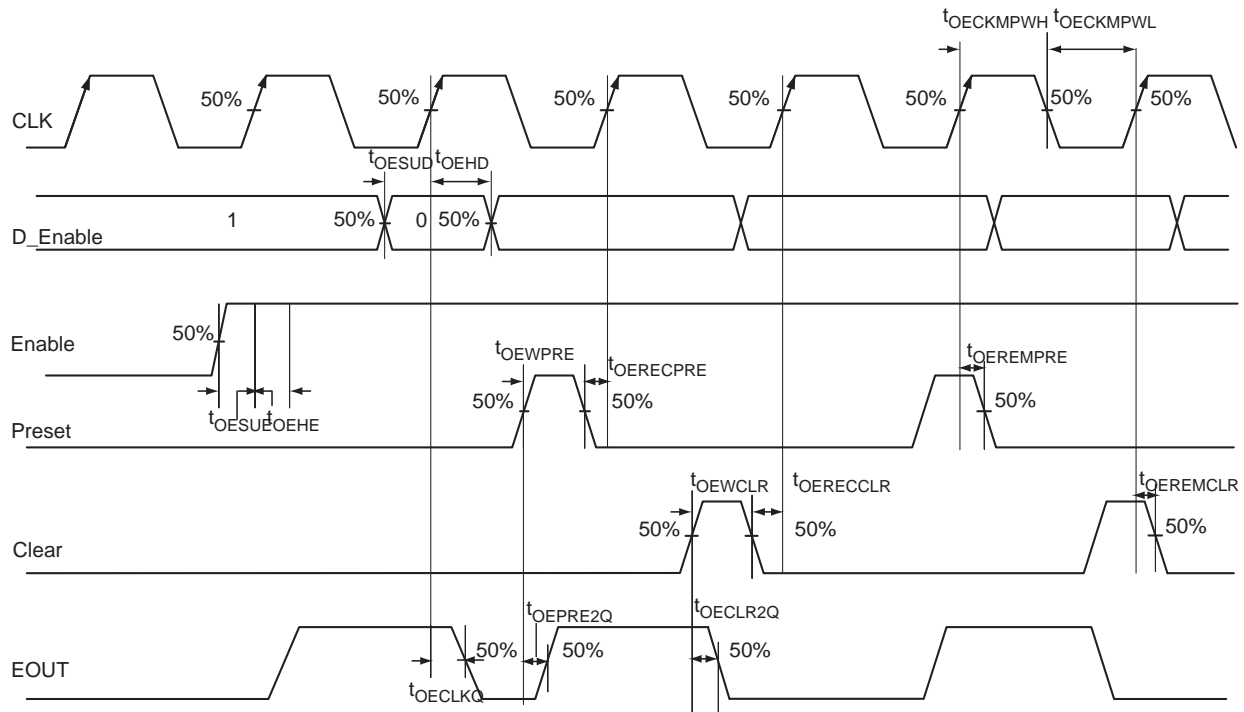 tOECKMPWH tOECKMPWL
50% 50% 50% 50% 50% 50% 50%
CLK
tOESUD tOEHD
1 50% 0 50%
D_Enable
50%
Enable
tOEWPRE tOERECPRE tOEREMPRE
50% 50% 50%
tOESUE tOEHE
Preset
tOEWCLR tOERECCLR tOEREMCLR
50% 50% 50%
Clear
tOEPRE2Q tOECLR2Q
50% 50% 50%
EOUT
tOECLKQ